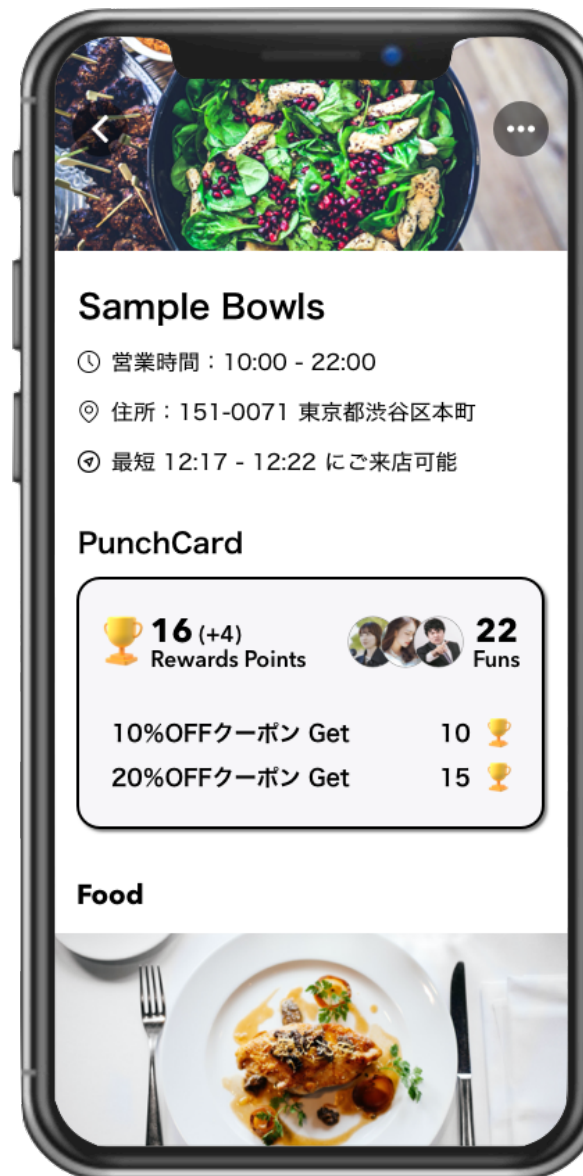 Sample Bowls
営業時間：10:00 - 22:00
住所：151-0071 東京都渋谷区本町
最短 12:17 - 12:22 にご来店可能
PunchCard
16 (+4)
Rewards Points
22
Funs
10%OFFクーポン Get 10
20%OFFクーポン Get 15
Food